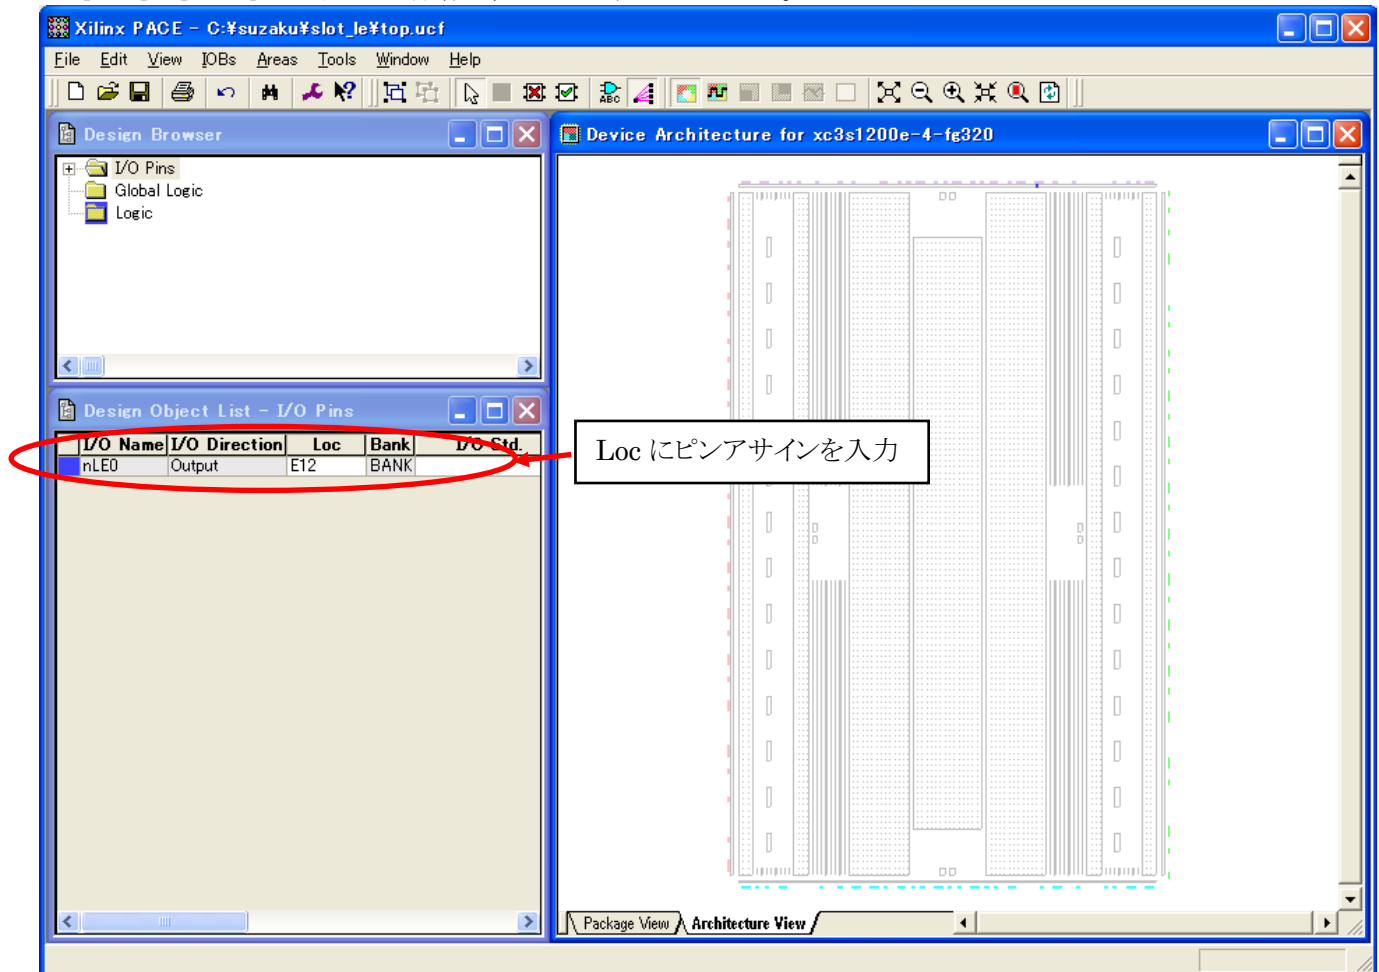 Xilinx PACE - C:¥suzaku¥slot_le¥top.ucf
File Edit View IOBs Areas Tools Window Help
ABC
Design Browser
I/O Pins
Global Logic
Logic
Design Object List - I/O Pins
I/O Name I/O Direction Loc Bank I/O Std.
nLE0 Output E12 BANK
Loc にピンアサインを入力
Device Architecture for xc3s1200e-4-fg320
Package View Architecture View